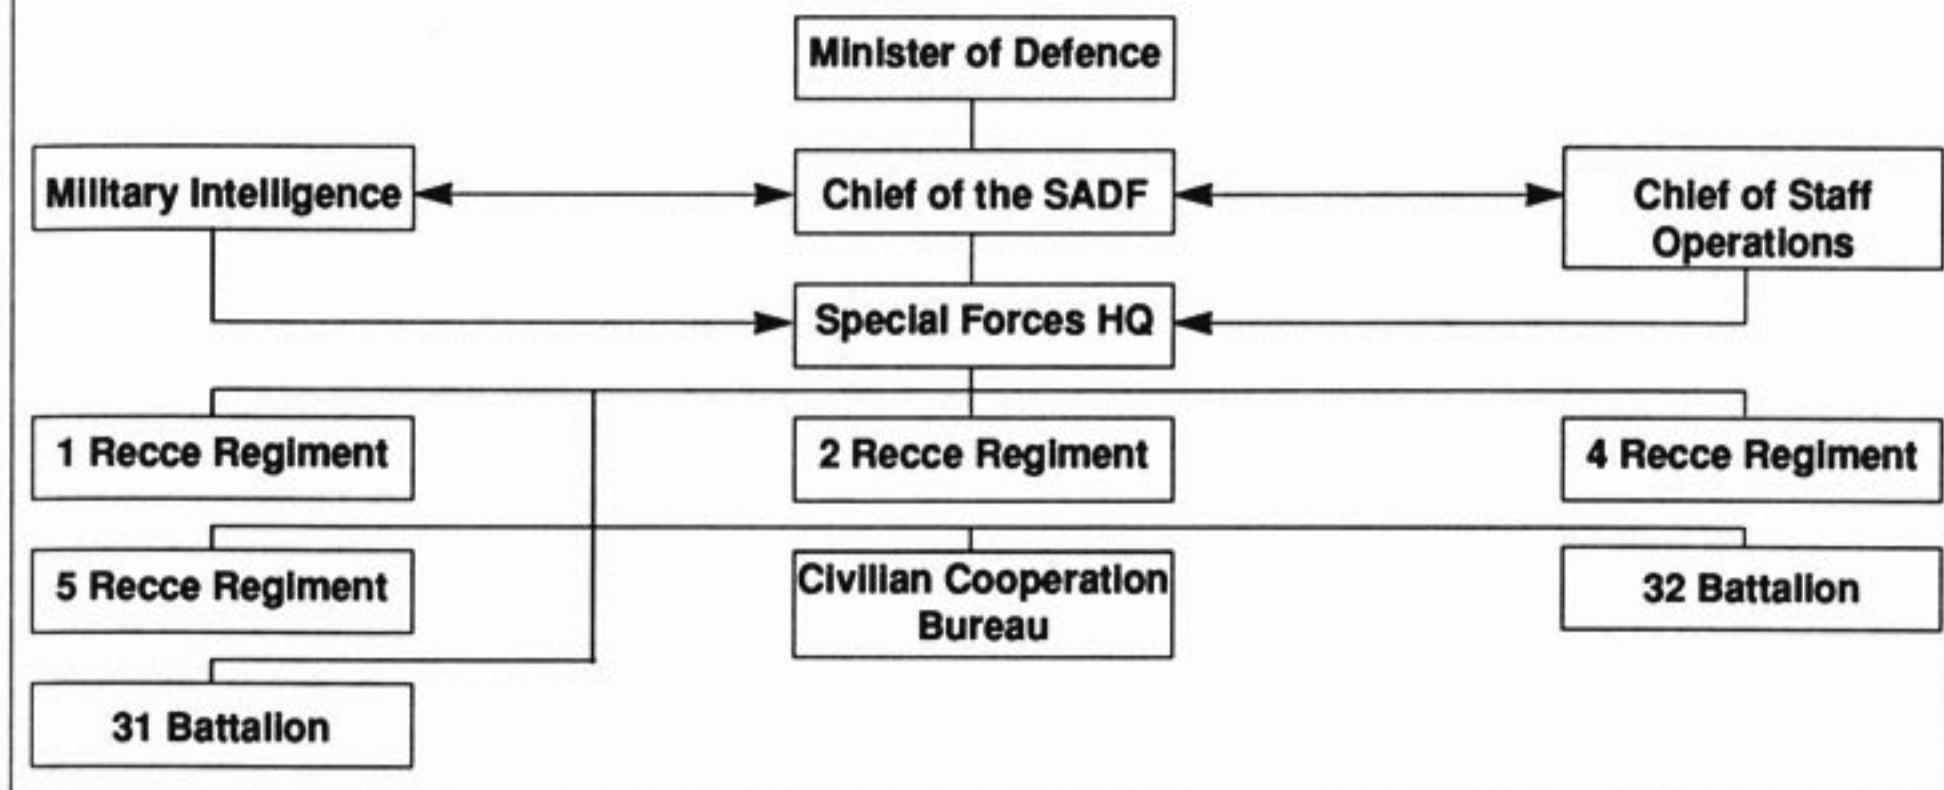 Minister of Defence
Military Intelligence
Chief of the SADF
Chief of Staff
Operations
Special Forces HQ
1 Recce Regiment
2 Recce Regiment
4 Recce Regiment
5 Recce Regiment
Civilian Cooperation
Bureau
32 Battalion
31 Battalion